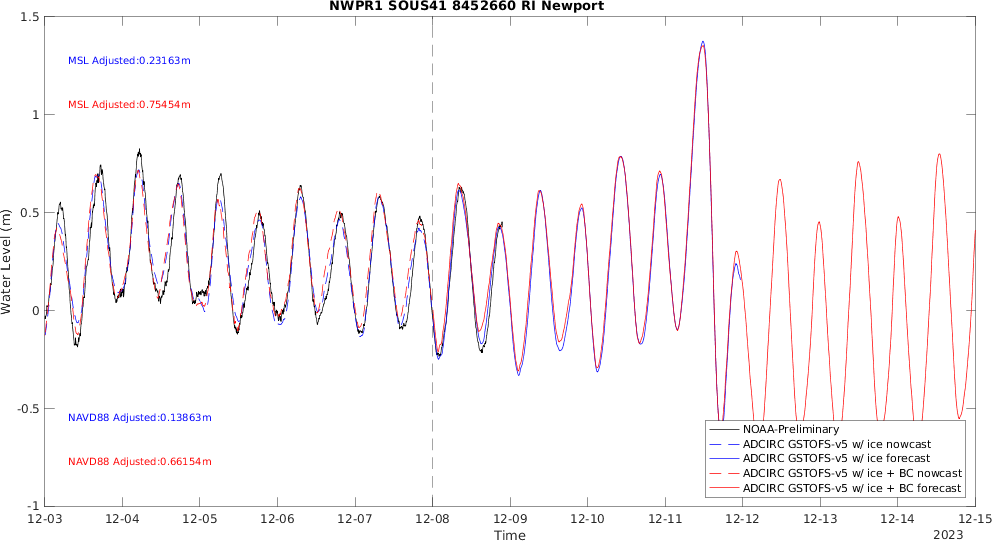 NWPR1 SOUS41 8452660 RI Newport
1.5
1
0.5
0
-0.5
-1
Water Level (m)
MSL Adjusted:0.23163m
MSL Adjusted:0.75454m
NAVD88 Adjusted:0.13863m
NAVD88 Adjusted:0.66154m
NOAA-Preliminary
ADCIRC GSTOFS-v5 w/ ice nowcast
ADCIRC GSTOFS-v5 w/ ice forecast
ADCIRC GSTOFS-v5 w/ ice + BC nowcast
ADCIRC GSTOFS-v5 w/ ice + BC forecast
12-03 12-04 12-05 12-06 12-07 12-08 12-09 12-10 12-11 12-12 12-13 12-14 12-15
Time
2023